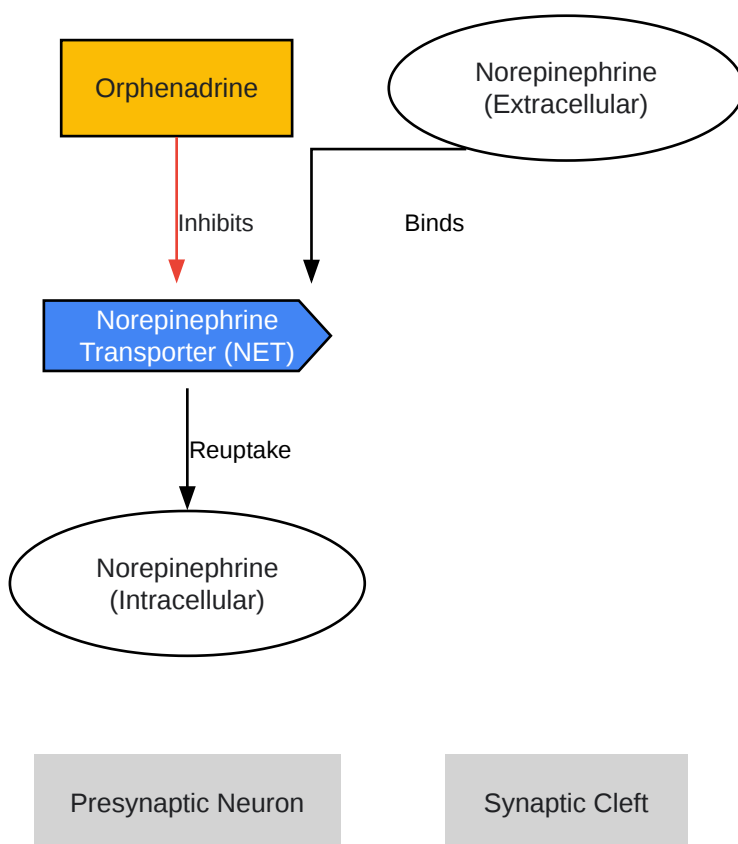 Orphenadrine
Norepinephrine
(Extracellular)
Inhibits
Binds
Norepinephrine
Transporter (NET)
Reuptake
Norepinephrine
(Intracellular)
Presynaptic Neuron
Synaptic Cleft